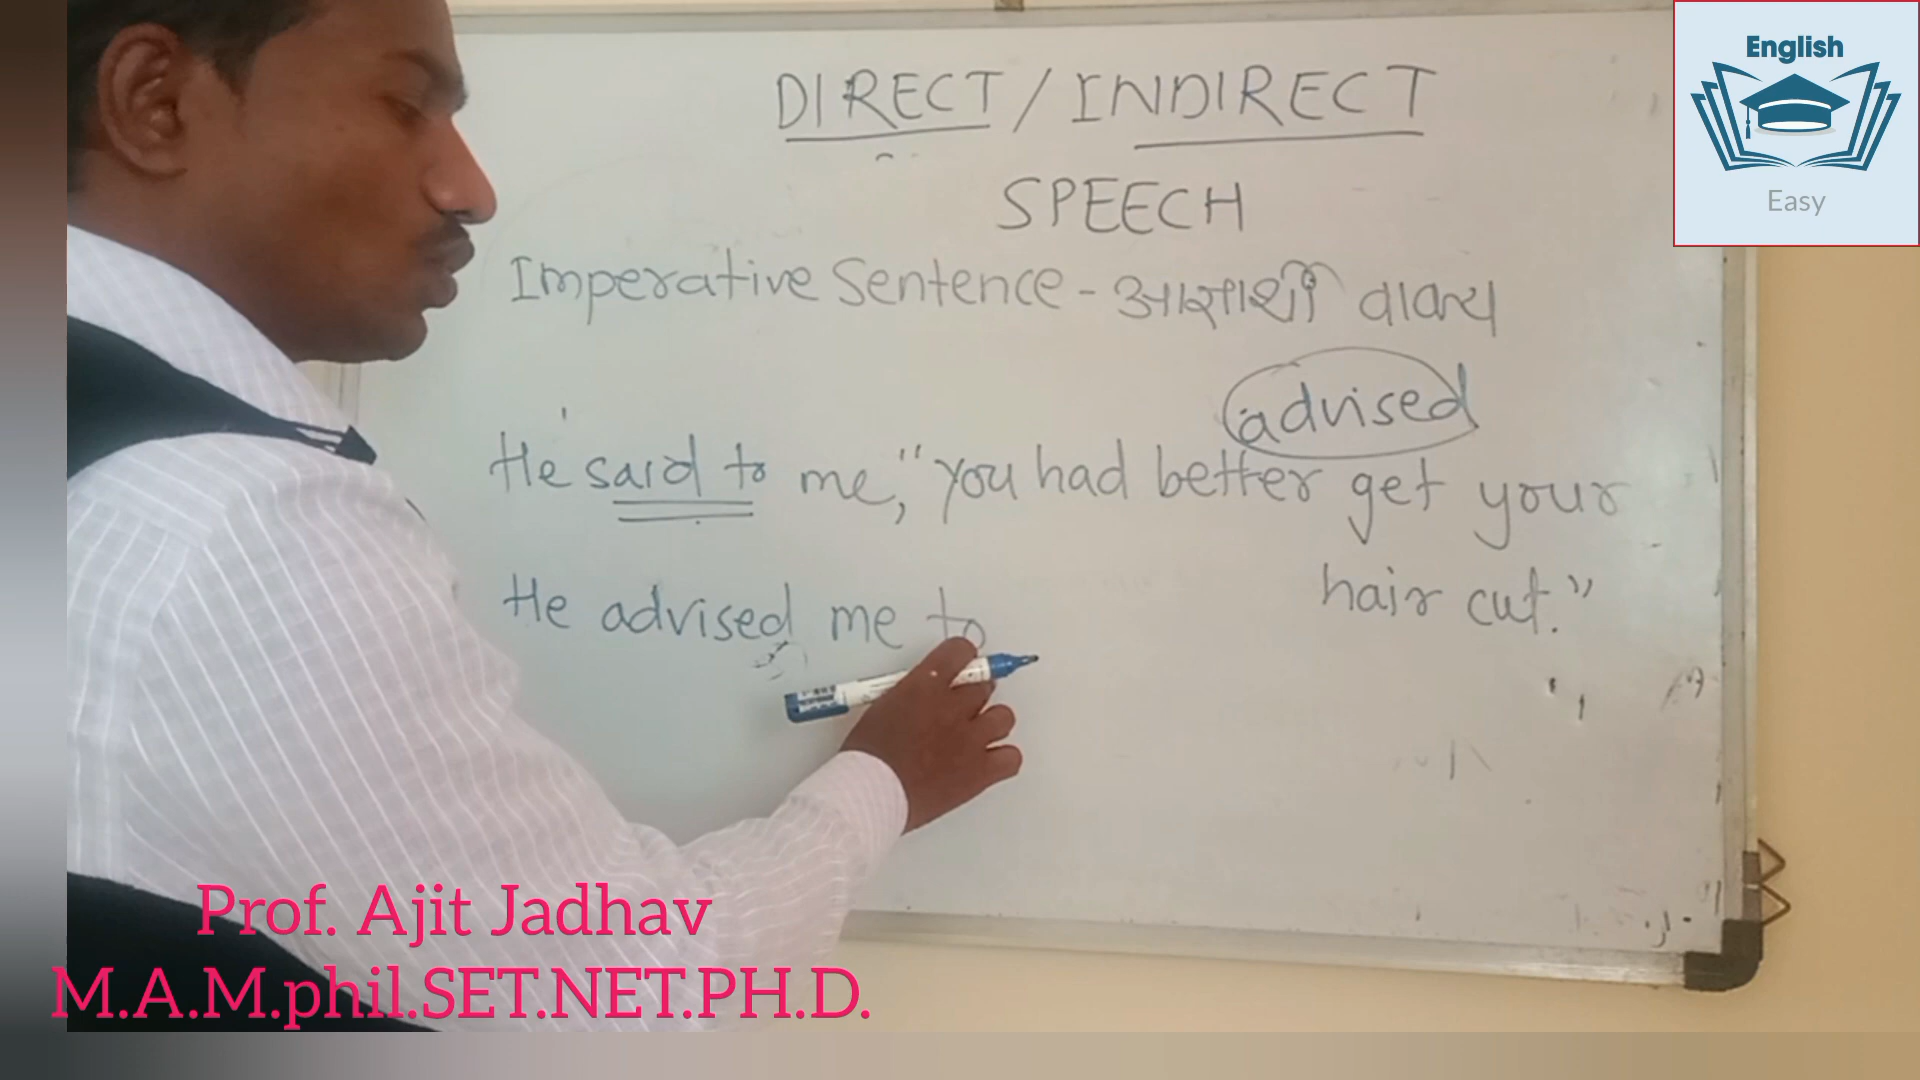 DIRECT / INDIRECT
SPEECH
Imperative Sentence - आज्ञार्थी वाक्य
advised
He said to me, "You had better get your
hair cut."
He advised me to
English
Easy
Prof. Ajit Jadhav
M.A.M.phil.SET.NET.PH.D.